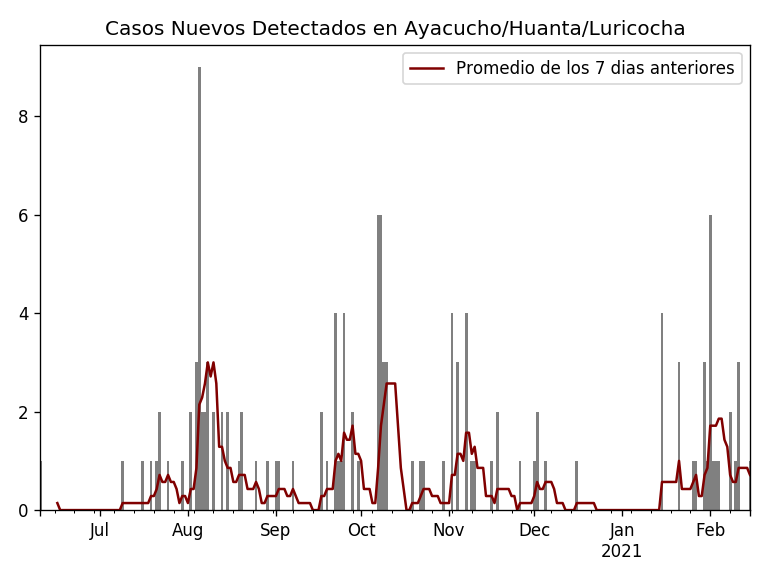 Casos Nuevos Detectados en Ayacucho/Huanta/Luricocha
Promedio de los 7 dias anteriores
8
6
4
2
0
Jul Aug Sep Oct Nov Dec Jan Feb
2021